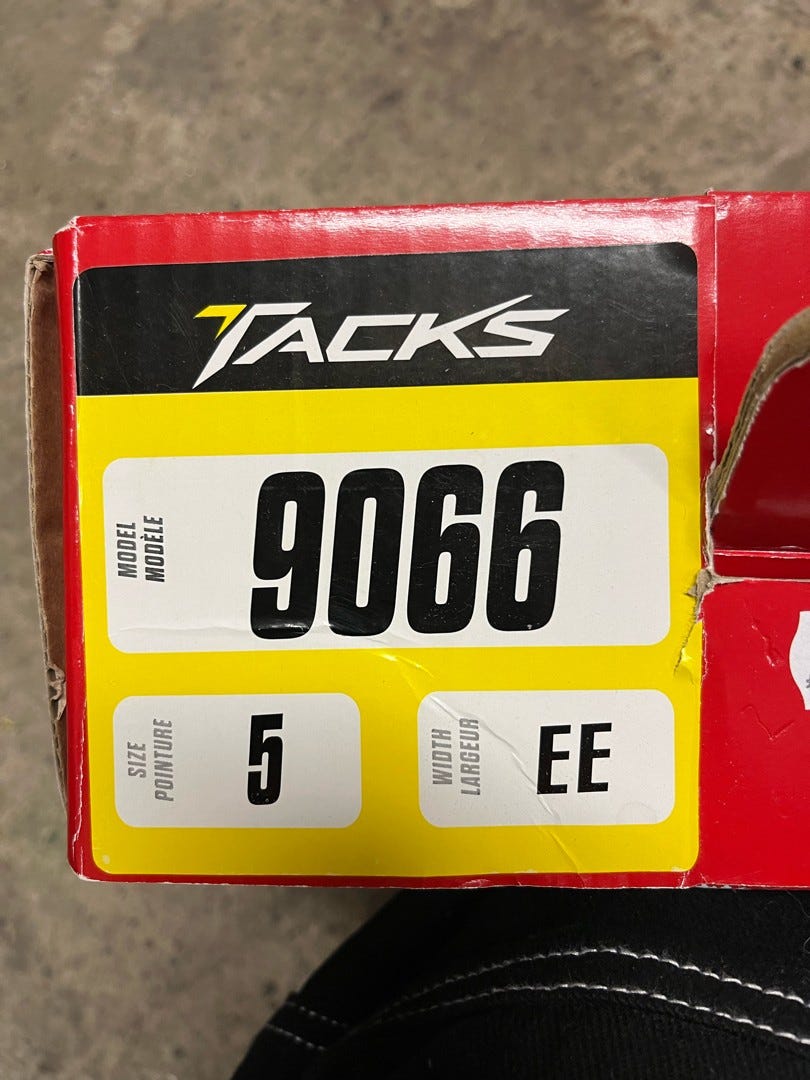 TACKS
MODEL
MODÈLE
9066
SIZE
POINTURE
5
WIDTH
LARGEUR
EE